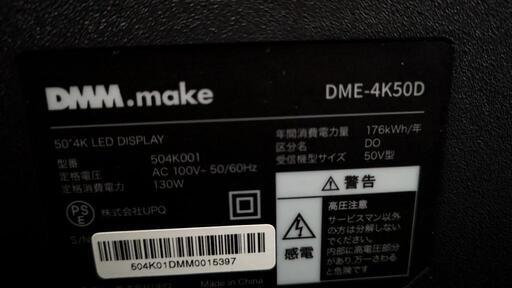 DMM.make
DME-4K50D
50"4K LED DISPLAY
型番 504K001
定格電圧 AC 100V~ 50/60Hz
定格消費電力 130W
年間消費電力量 176kWh/年
区分名 DO
受信機型サイズ 50V型
PSE
株式会社UPQ
S/N
504K01DMM0015397
警告
感電
高圧注意
サービスマン以外
の方は分解しない
でください。
内部に高電圧部分
があり,万一さわる
と危険です
Made in China